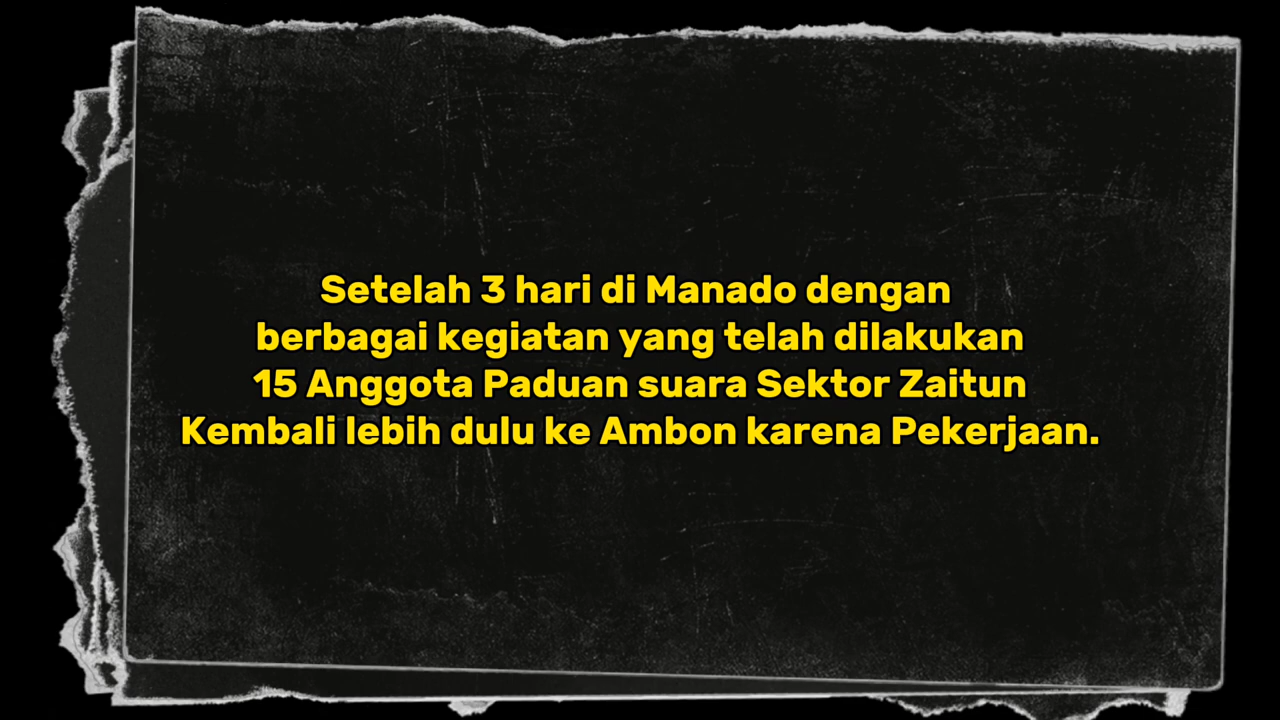 Setelah 3 hari di Manado dengan
berbagai kegiatan yang telah dilakukan
15 Anggota Paduan suara Sektor Zaitun
Kembali lebih dulu ke Ambon karena Pekerjaan.